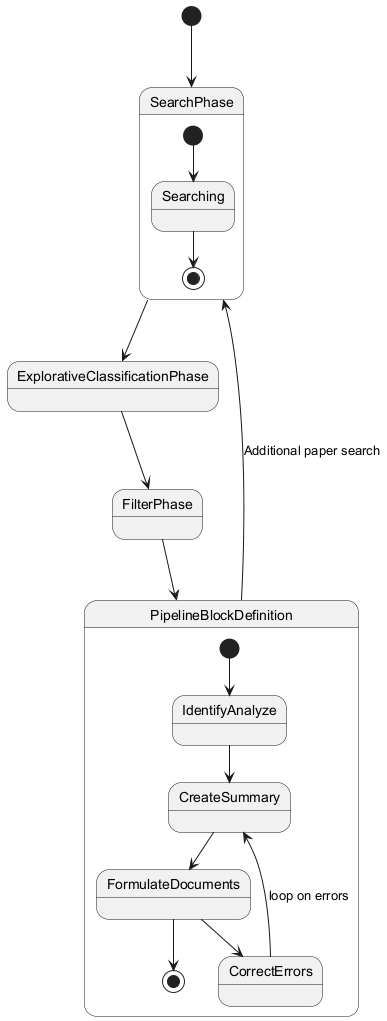 SearchPhase
Searching
ExplorativeClassificationPhase
Additional paper search
FilterPhase
PipelineBlockDefinition
IdentifyAnalyze
CreateSummary
FormulateDocuments
loop on errors
CorrectErrors